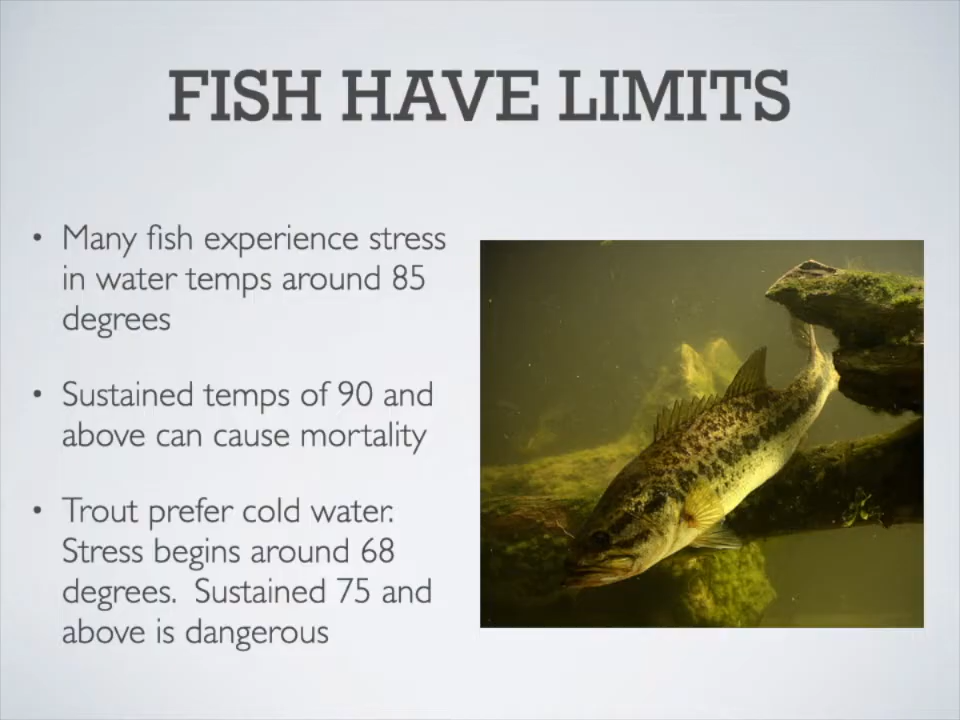 FISH HAVE LIMITS
• Many fish experience stress
in water temps around 85
degrees
• Sustained temps of 90 and
above can cause mortality
• Trout prefer cold water.
Stress begins around 68
degrees.  Sustained 75 and
above is dangerous